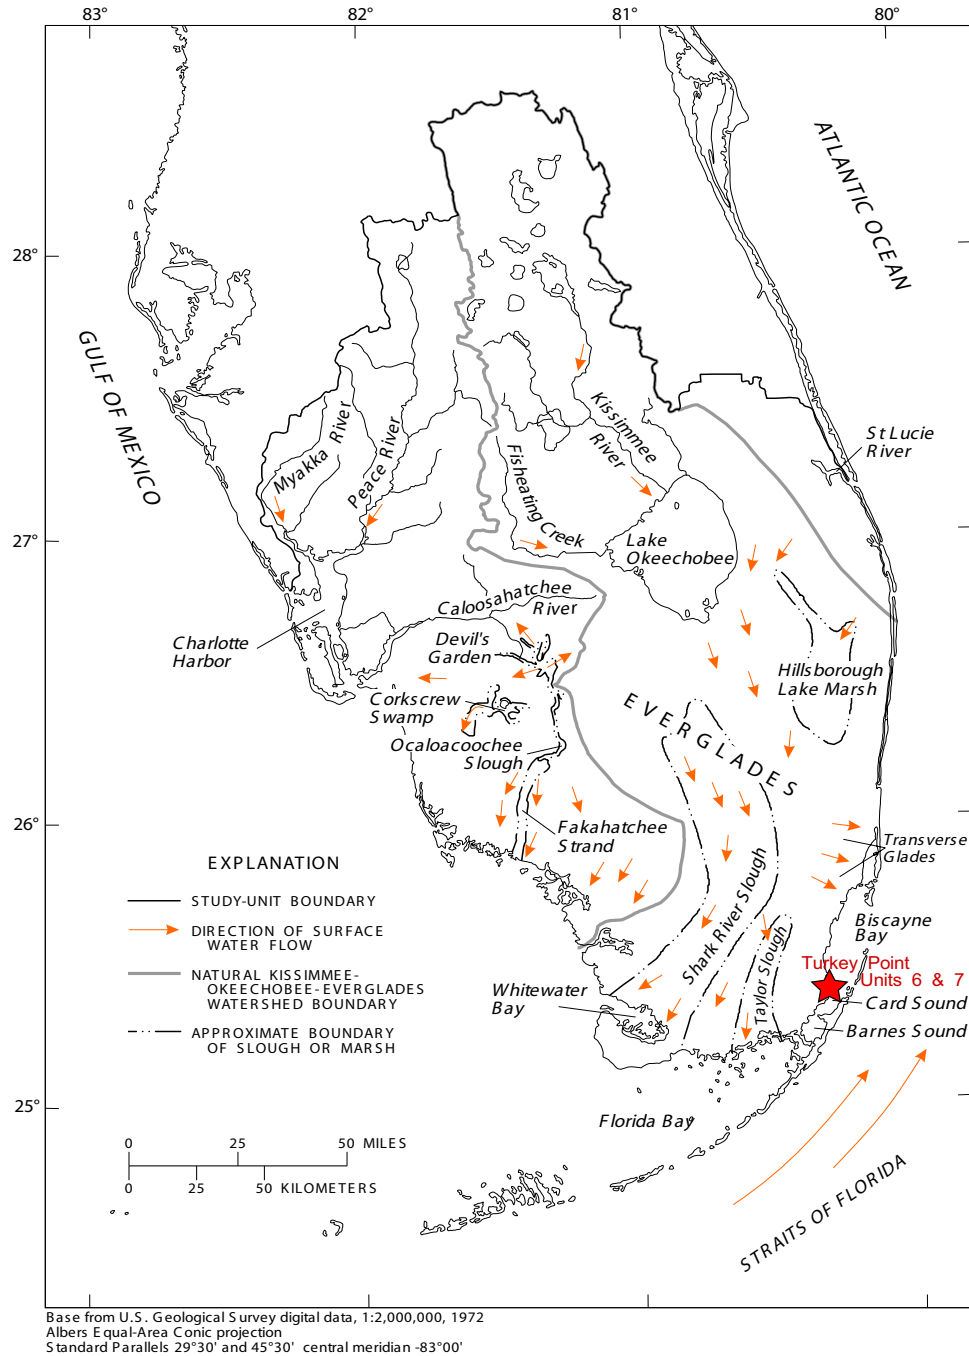 83°
82°
81°
80°
28°
27°
26°
25°
ATLANTIC OCEAN
GULF OF MEXICO
Myakka River
Peace River
Kissimmee
River
Fisheating Creek
Lake
Okeechobee
St Lucie
River
Caloosahatchee
River
Charlotte
Harbor
Devil's
Garden
Corkscrew
Swamp
Ocaloacoochee
Slough
Hillsborough
Lake Marsh
EVERGLADES
Fakahatchee
Strand
Transverse
Glades
Shark River Slough
Taylor Slough
Biscayne
Bay
Turkey Point
Units 6 & 7
Card Sound
Barnes Sound
Whitewater
Bay
Florida Bay
STRAITS OF FLORIDA
EXPLANATION
STUDY-UNIT BOUNDARY
DIRECTION OF SURFACE
WATER FLOW
NATURAL KISSIMMEE-
OKEECHOBEE-EVERGLADES
WATERSHED BOUNDARY
APPROXIMATE BOUNDARY
OF SLOUGH OR MARSH
0 25 50 MILES
0 25 50 KILOMETERS
Base from U.S. Geological Survey digital data, 1:2,000,000, 1972
Albers Equal-Area Conic projection
Standard Parallels 29°30' and 45°30' central meridian -83°00'